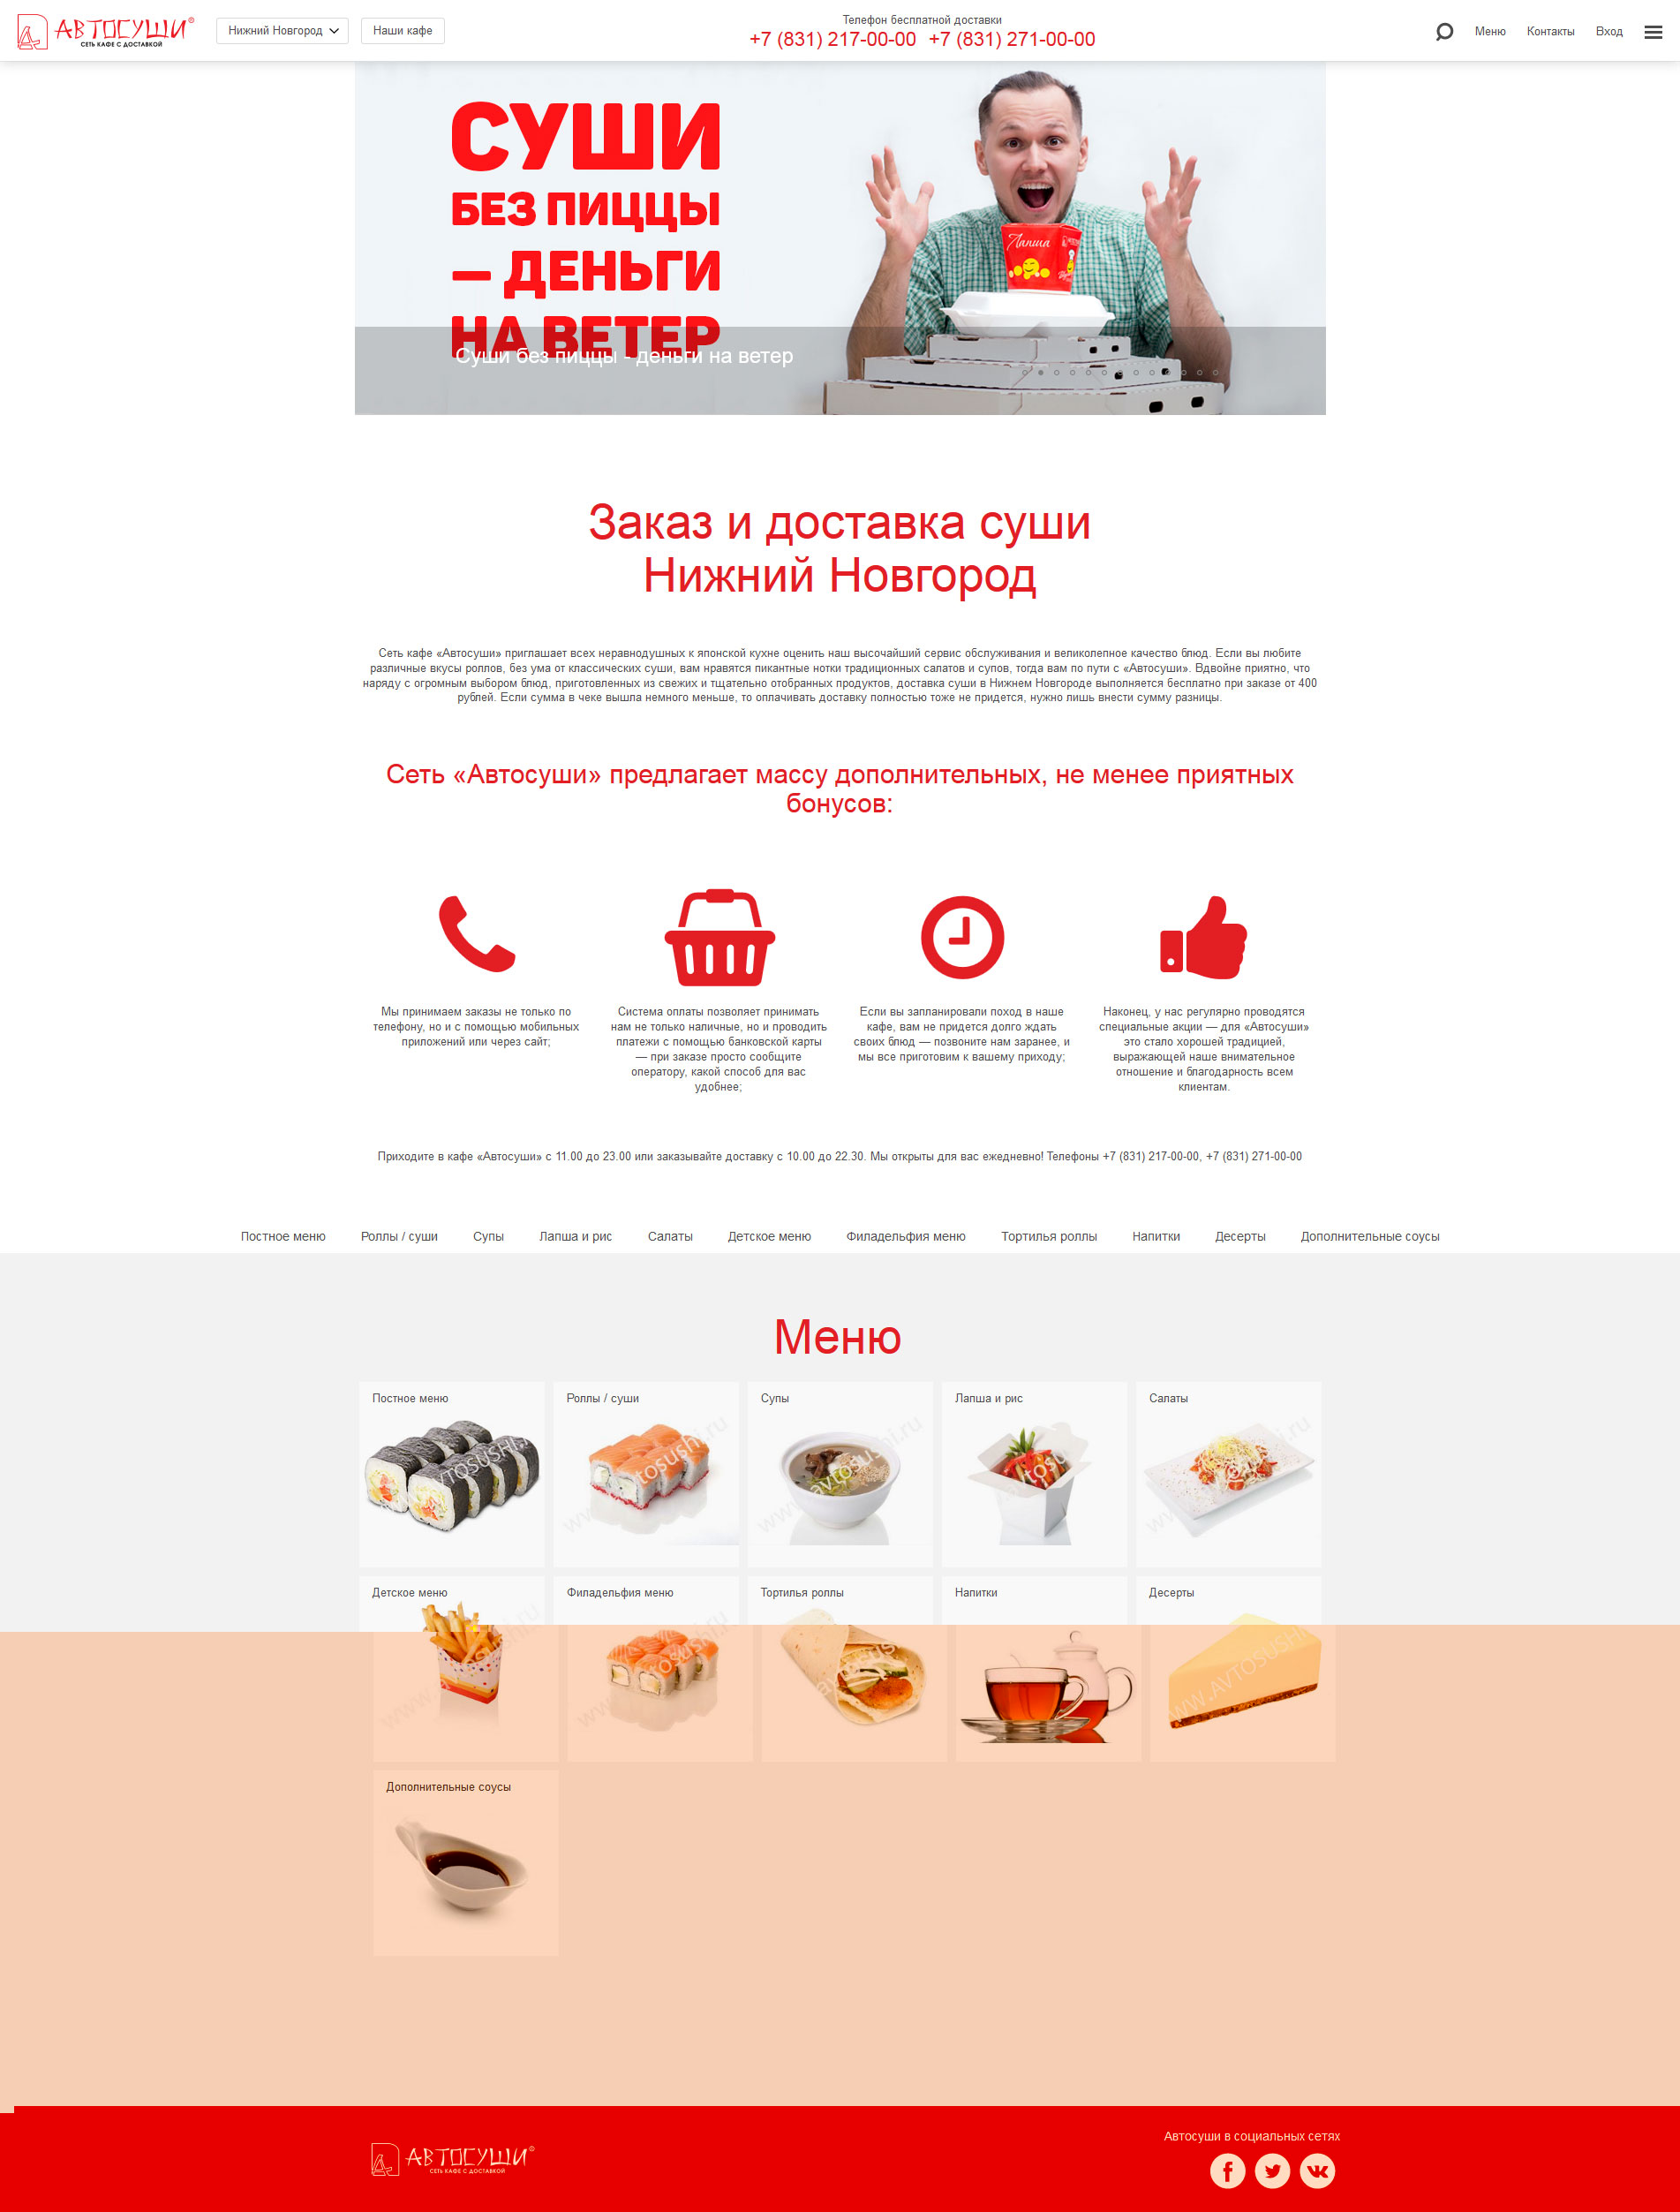 АВТОСУШИ®
СЕТЬ КАФЕ С ДОСТАВКОЙ
Нижний Новгород
Наши кафе
Телефон бесплатной доставки
+7 (831) 217-00-00 +7 (831) 271-00-00
Меню
Контакты
Вход
СУШИ
БЕЗ ПИЦЦЫ
— ДЕНЬГИ
НА ВЕТЕР
Лапша
Суши без пиццы - деньги на ветер
Заказ и доставка суши
Нижний Новгород
Сеть кафе «Автосуши» приглашает всех неравнодушных к японской кухне оценить наш высочайший сервис обслуживания и великолепное качество блюд. Если вы любите
различные вкусы роллов, без ума от классических суши, вам нравятся пикантные нотки традиционных салатов и супов, тогда вам по пути с «Автосуши». Вдвойне приятно, что
наряду с огромным выбором блюд, приготовленных из свежих и тщательно отобранных продуктов, доставка суши в Нижнем Новгороде выполняется бесплатно при заказе от 400
рублей. Если сумма в чеке вышла немного меньше, то оплачивать доставку полностью тоже не придется, нужно лишь внести сумму разницы.
Сеть «Автосуши» предлагает массу дополнительных, не менее приятных
бонусов:
Мы принимаем заказы не только по
телефону, но и с помощью мобильных
приложений или через сайт;
Система оплаты позволяет принимать
нам не только наличные, но и проводить
платежи с помощью банковской карты
— при заказе просто сообщите
оператору, какой способ для вас
удобнее;
Если вы запланировали поход в наше
кафе, вам не придется долго ждать
своих блюд — позвоните нам заранее, и
мы все приготовим к вашему приходу;
Наконец, у нас регулярно проводятся
специальные акции — для «Автосуши»
это стало хорошей традицией,
выражающей наше внимательное
отношение и благодарность всем
клиентам.
Приходите в кафе «Автосуши» с 11.00 до 23.00 или заказывайте доставку с 10.00 до 22.30. Мы открыты для вас ежедневно! Телефоны +7 (831) 217-00-00, +7 (831) 271-00-00
Постное меню
Роллы / суши
Супы
Лапша и рис
Салаты
Детское меню
Филадельфия меню
Тортилья роллы
Напитки
Десерты
Дополнительные соусы
Меню
Постное меню
Роллы / суши
Супы
Лапша и рис
Салаты
Детское меню
Филадельфия меню
Тортилья роллы
Напитки
Десерты
Дополнительные соусы
АВТОСУШИ®
СЕТЬ КАФЕ С ДОСТАВКОЙ
Автосуши в социальных сетях